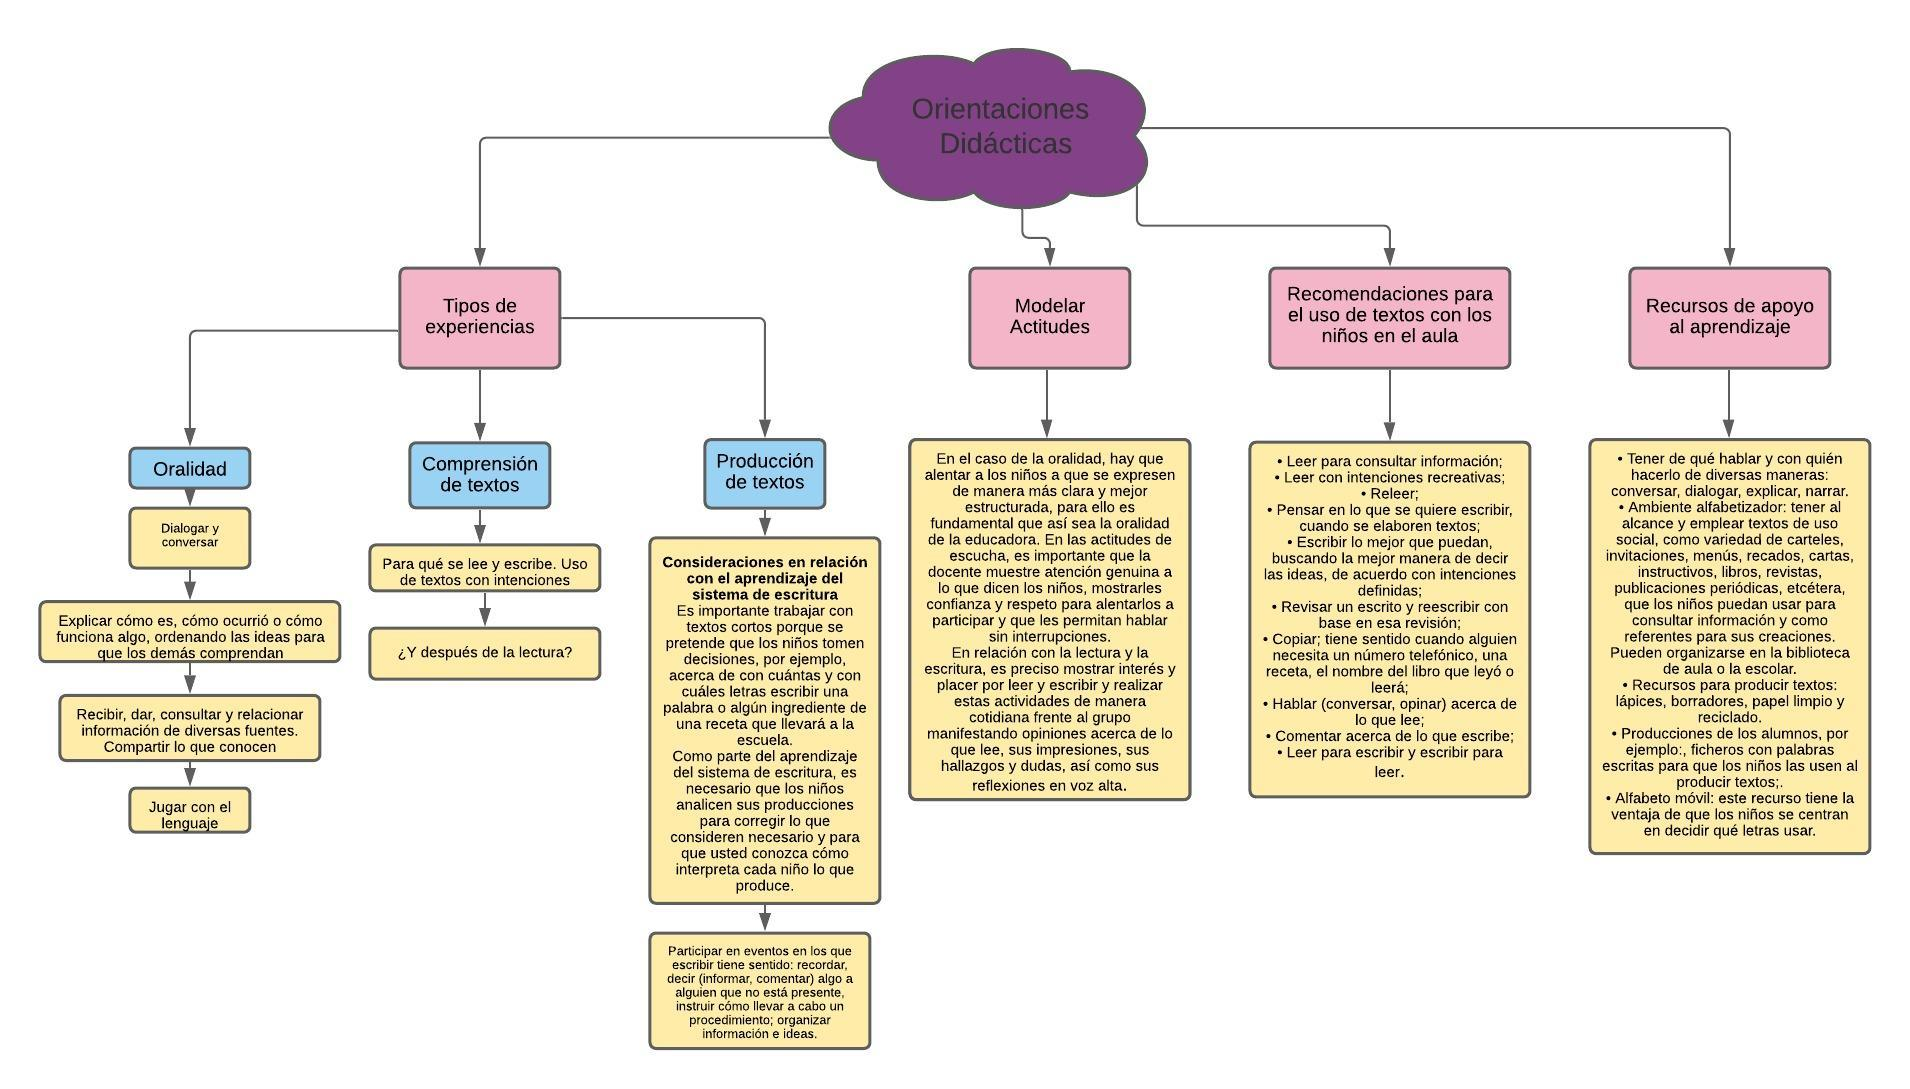 Orientaciones
Didácticas
Tipos de
experiencias
Oralidad
Dialogar y
conversar
Explicar cómo es, cómo ocurrió o cómo
funciona algo, ordenando las ideas para
que los demás comprendan
Recibir, dar, consultar y relacionar
información de diversas fuentes.
Compartir lo que conocen
Jugar con el
lenguaje
Comprensión
de textos
Para qué se lee y escribe. Uso
de textos con intenciones
¿Y después de la lectura?
Producción
de textos
Consideraciones en relación
con el aprendizaje del
sistema de escritura
Es importante trabajar con
textos cortos porque se
pretende que los niños tomen
decisiones, por ejemplo,
acerca de con cuántas y con
cuáles letras escribir una
palabra o algún ingrediente de
una receta que llevará a la
escuela.
Como parte del aprendizaje
del sistema de escritura, es
necesario que los niños
analicen sus producciones
para corregir lo que
consideren necesario y para
que usted conozca cómo
interpreta cada niño lo que
produce.
Participar en eventos en los que
escribir tiene sentido: recordar,
decir (informar, comentar) algo a
alguien que no está presente,
instruir cómo llevar a cabo un
procedimiento; organizar
información e ideas.
Modelar
Actitudes
En el caso de la oralidad, hay que
alentar a los niños a que se expresen
de manera más clara y mejor
estructurada, para ello es
fundamental que así sea la oralidad
de la educadora. En las actitudes de
escucha, es importante que la
docente muestre atención genuina a
lo que dicen los niños, mostrarles
confianza y respeto para alentarlos a
participar y que les permitan hablar
sin interrupciones.
En relación con la lectura y la
escritura, es preciso mostrar interés y
placer por leer y escribir y realizar
estas actividades de manera
cotidiana frente al grupo
manifestando opiniones acerca de lo
que lee, sus impresiones, sus
hallazgos y dudas, así como sus
reflexiones en voz alta.
Recomendaciones para
el uso de textos con los
niños en el aula
• Leer para consultar información;
• Leer con intenciones recreativas;
• Releer;
• Pensar en lo que se quiere escribir,
cuando se elaboren textos;
• Escribir lo mejor que puedan,
buscando la mejor manera de decir
las ideas, de acuerdo con intenciones
definidas;
• Revisar un escrito y reescribir con
base en esa revisión;
• Copiar; tiene sentido cuando alguien
necesita un número telefónico, una
receta, el nombre del libro que leyó o
leerá;
• Hablar (conversar, opinar) acerca de
lo que lee;
• Comentar acerca de lo que escribe;
• Leer para escribir y escribir para
leer.
Recursos de apoyo
al aprendizaje
• Tener de qué hablar y con quién
hacerlo de diversas maneras:
conversar, dialogar, explicar, narrar.
• Ambiente alfabetizador: tener al
alcance y emplear textos de uso
social, como variedad de carteles,
invitaciones, menús, recados, cartas,
instructivos, libros, revistas,
publicaciones periódicas, etcétera,
que los niños puedan usar para
consultar información y como
referentes para sus creaciones.
Pueden organizarse en la biblioteca
de aula o la escolar.
• Recursos para producir textos:
lápices, borradores, papel limpio y
reciclado.
• Producciones de los alumnos, por
ejemplo:, ficheros con palabras
escritas para que los niños las usen al
producir textos;.
• Alfabeto móvil: este recurso tiene la
ventaja de que los niños se centran
en decidir qué letras usar.